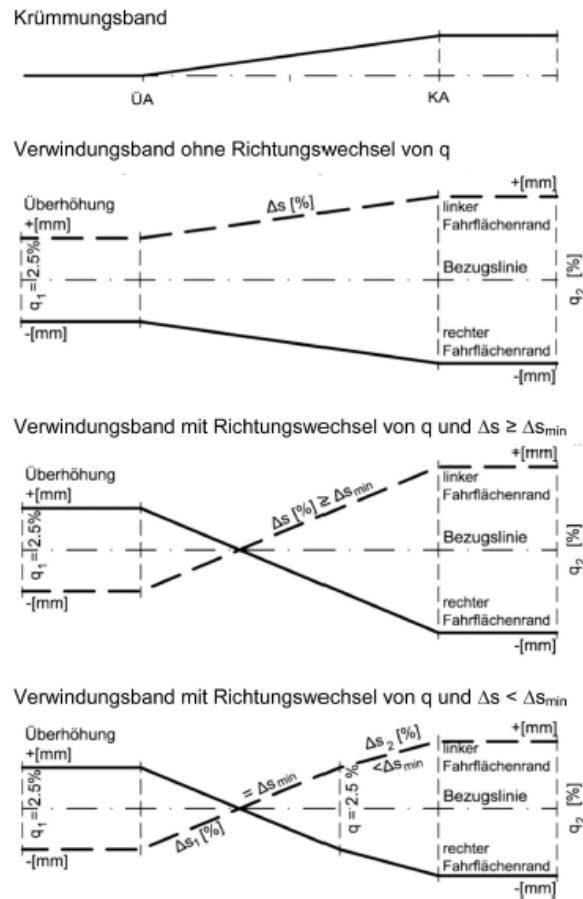 Krümmungsband
ÜA
KA
Verwindungsband ohne Richtungswechsel von q
Überhöhung
+[mm]
q₁ = 2.5%
-[mm]
Δs [%]
+[mm]
linker
Fahrflächenrand
Bezugslinie
q₂ [%]
rechter
Fahrflächenrand
-[mm]
Verwindungsband mit Richtungswechsel von q und Δs ≥ Δsmin
Überhöhung
+[mm]
q₁ = 2.5%
-[mm]
Δs [%] ≥ Δsmin
+[mm]
linker
Fahrflächenrand
Bezugslinie
q₂ [%]
rechter
Fahrflächenrand
-[mm]
Verwindungsband mit Richtungswechsel von q und Δs < Δsmin
Überhöhung
+[mm]
q₁ = 2.5%
-[mm]
Δs₁ [%]
= Δsmin
q = 2.5 %
Δs₂ [%]
<Δsmin
+[mm]
linker
Fahrflächenrand
Bezugslinie
q₂ [%]
rechter
Fahrflächenrand
-[mm]